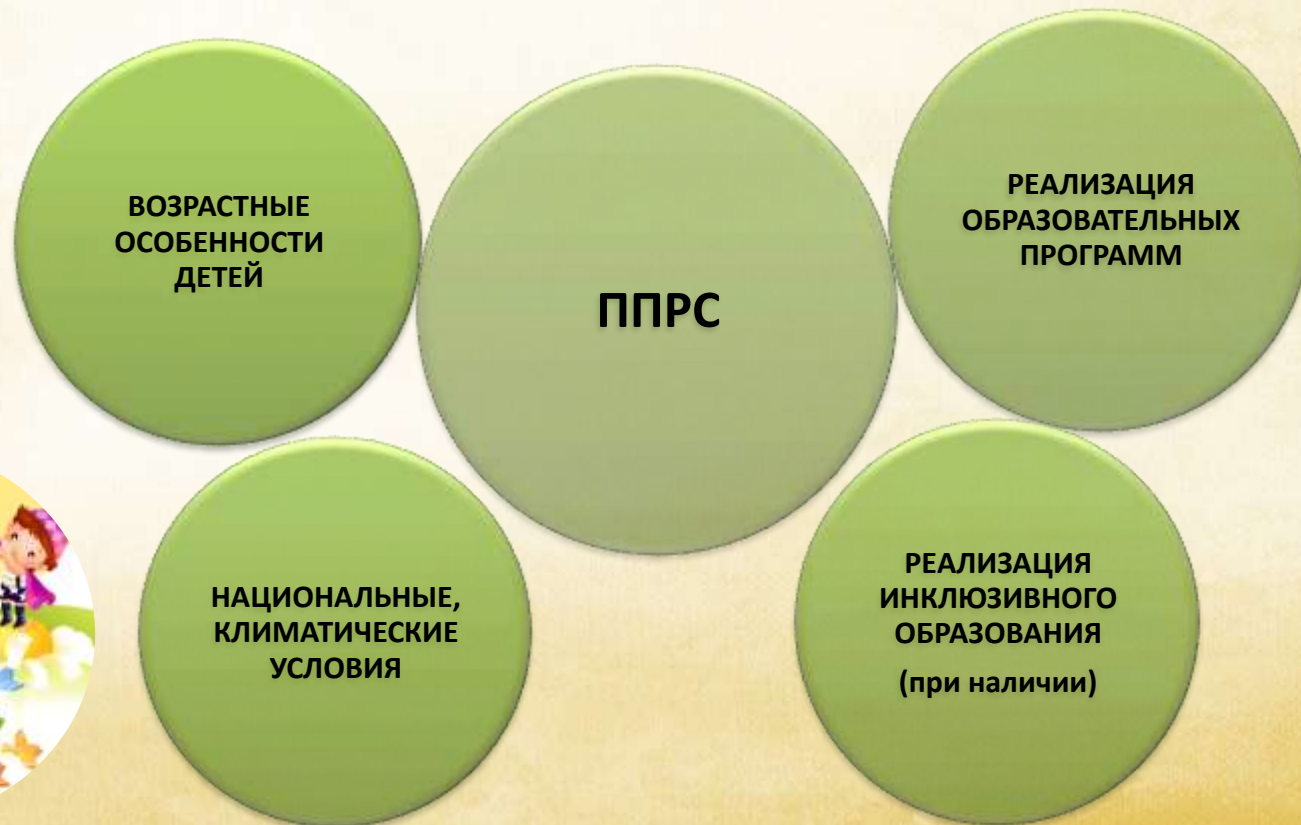 ВОЗРАСТНЫЕ
ОСОБЕННОСТИ
ДЕТЕЙ
ППРС
РЕАЛИЗАЦИЯ
ОБРАЗОВАТЕЛЬНЫХ
ПРОГРАММ
НАЦИОНАЛЬНЫЕ,
КЛИМАТИЧЕСКИЕ
УСЛОВИЯ
РЕАЛИЗАЦИЯ
ИНКЛЮЗИВНОГО
ОБРАЗОВАНИЯ
(при наличии)